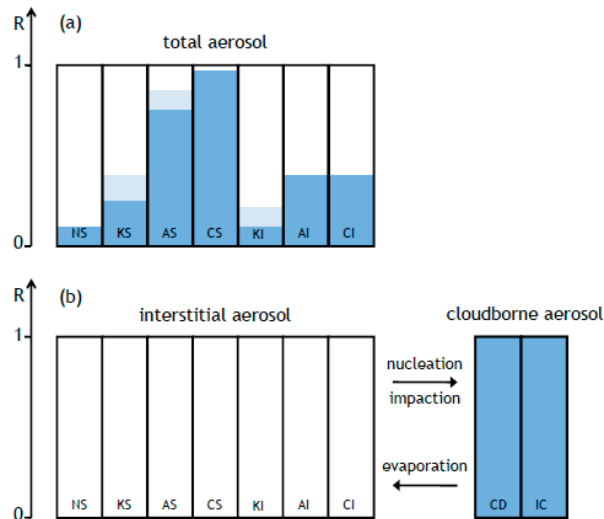 R
(a)
total aerosol
1
0
NS KS AS CS KI AI CI
R
(b)
interstitial aerosol
cloudborne aerosol
1
nucleation
impaction
evaporation
0
NS KS AS CS KI AI CI
CD IC